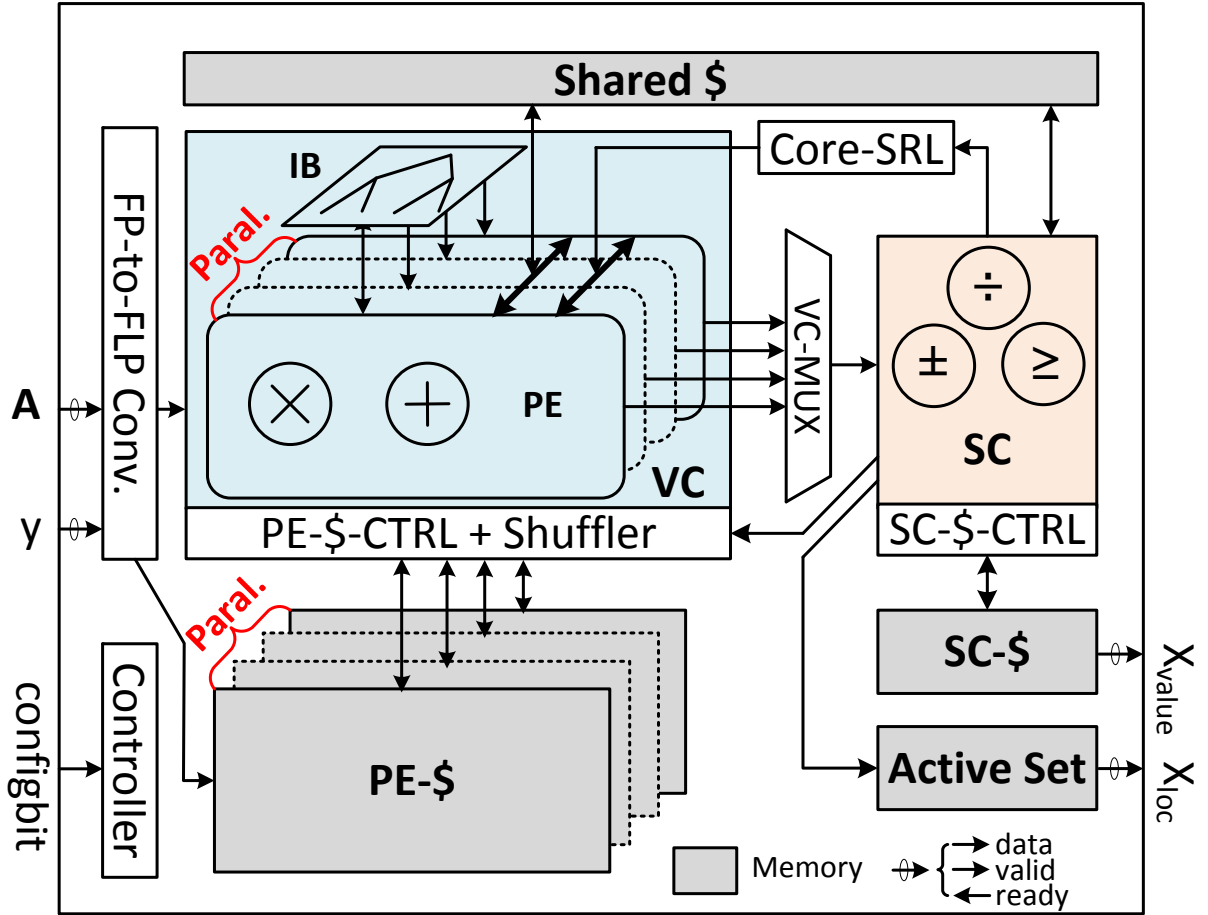 Shared $
Core-SRL
IB
Paral.
FP-to-FLP Conv.
VC-MUX
÷
±
≥
SC
×
+
PE
VC
A
y
PE-$-CTRL + Shuffler
SC-$-CTRL
Paral.
SC-$
Xvalue
Controller
configbit
PE-$
Active Set
Xloc
Memory
data
valid
ready